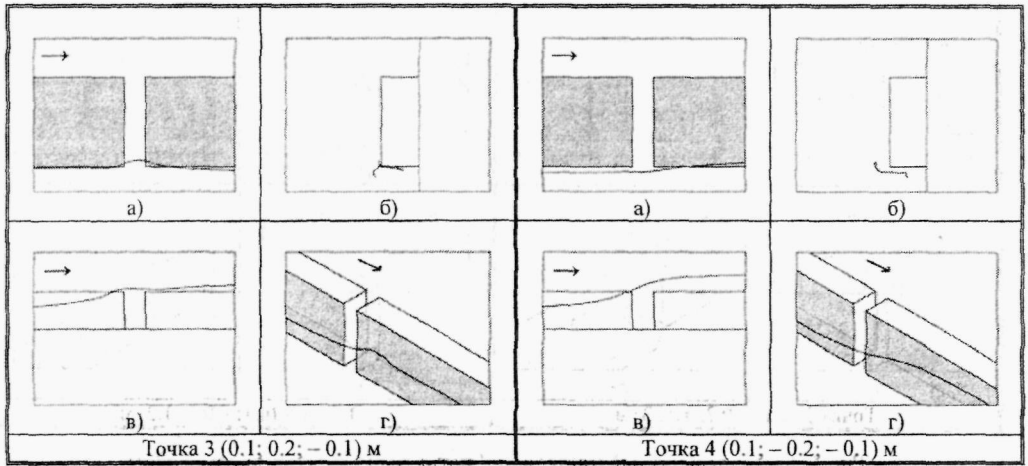 а)
б)
а)
б)
в)
г)
в)
г)
Точка 3 (0.1; 0.2; – 0.1) м
Точка 4 (0.1; – 0.2; – 0.1) м